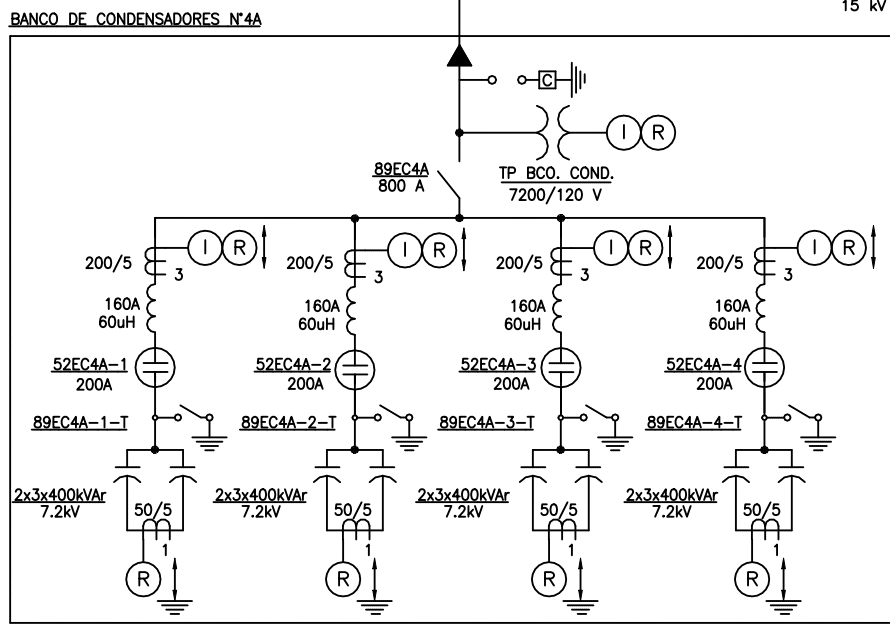 15 kV
BANCO DE CONDENSADORES N°4A
C
I R
89EC4A
800 A
TP BCO. COND.
7200/120 V
I R
I R
I R
I R
200/5
200/5
200/5
200/5
3
3
3
3
160A
60uH
160A
60uH
160A
60uH
160A
60uH
52EC4A-1
200A
52EC4A-2
200A
52EC4A-3
200A
52EC4A-4
200A
89EC4A-1-T
89EC4A-2-T
89EC4A-3-T
89EC4A-4-T
2x3x400kVAr
7.2kV
2x3x400kVAr
7.2kV
2x3x400kVAr
7.2kV
2x3x400kVAr
7.2kV
50/5
50/5
50/5
50/5
1
1
1
1
R
R
R
R